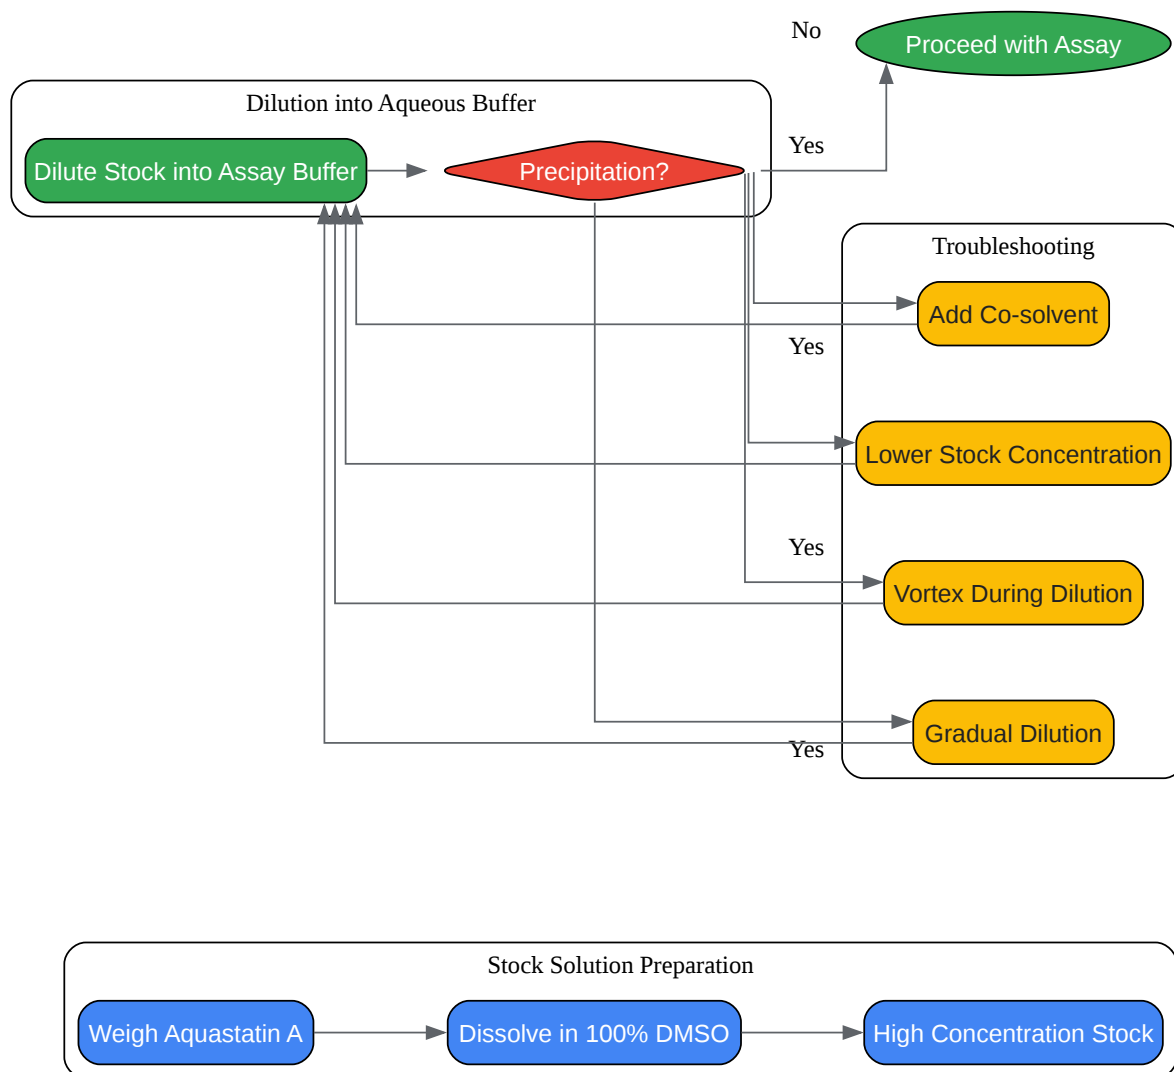 No
Proceed with Assay
Dilution into Aqueous Buffer
Dilute Stock into Assay Buffer
Precipitation?
Yes
Troubleshooting
Add Co-solvent
Yes
Lower Stock Concentration
Yes
Vortex During Dilution
Gradual Dilution
Yes
Stock Solution Preparation
Weigh Aquastatin A
Dissolve in 100% DMSO
High Concentration Stock